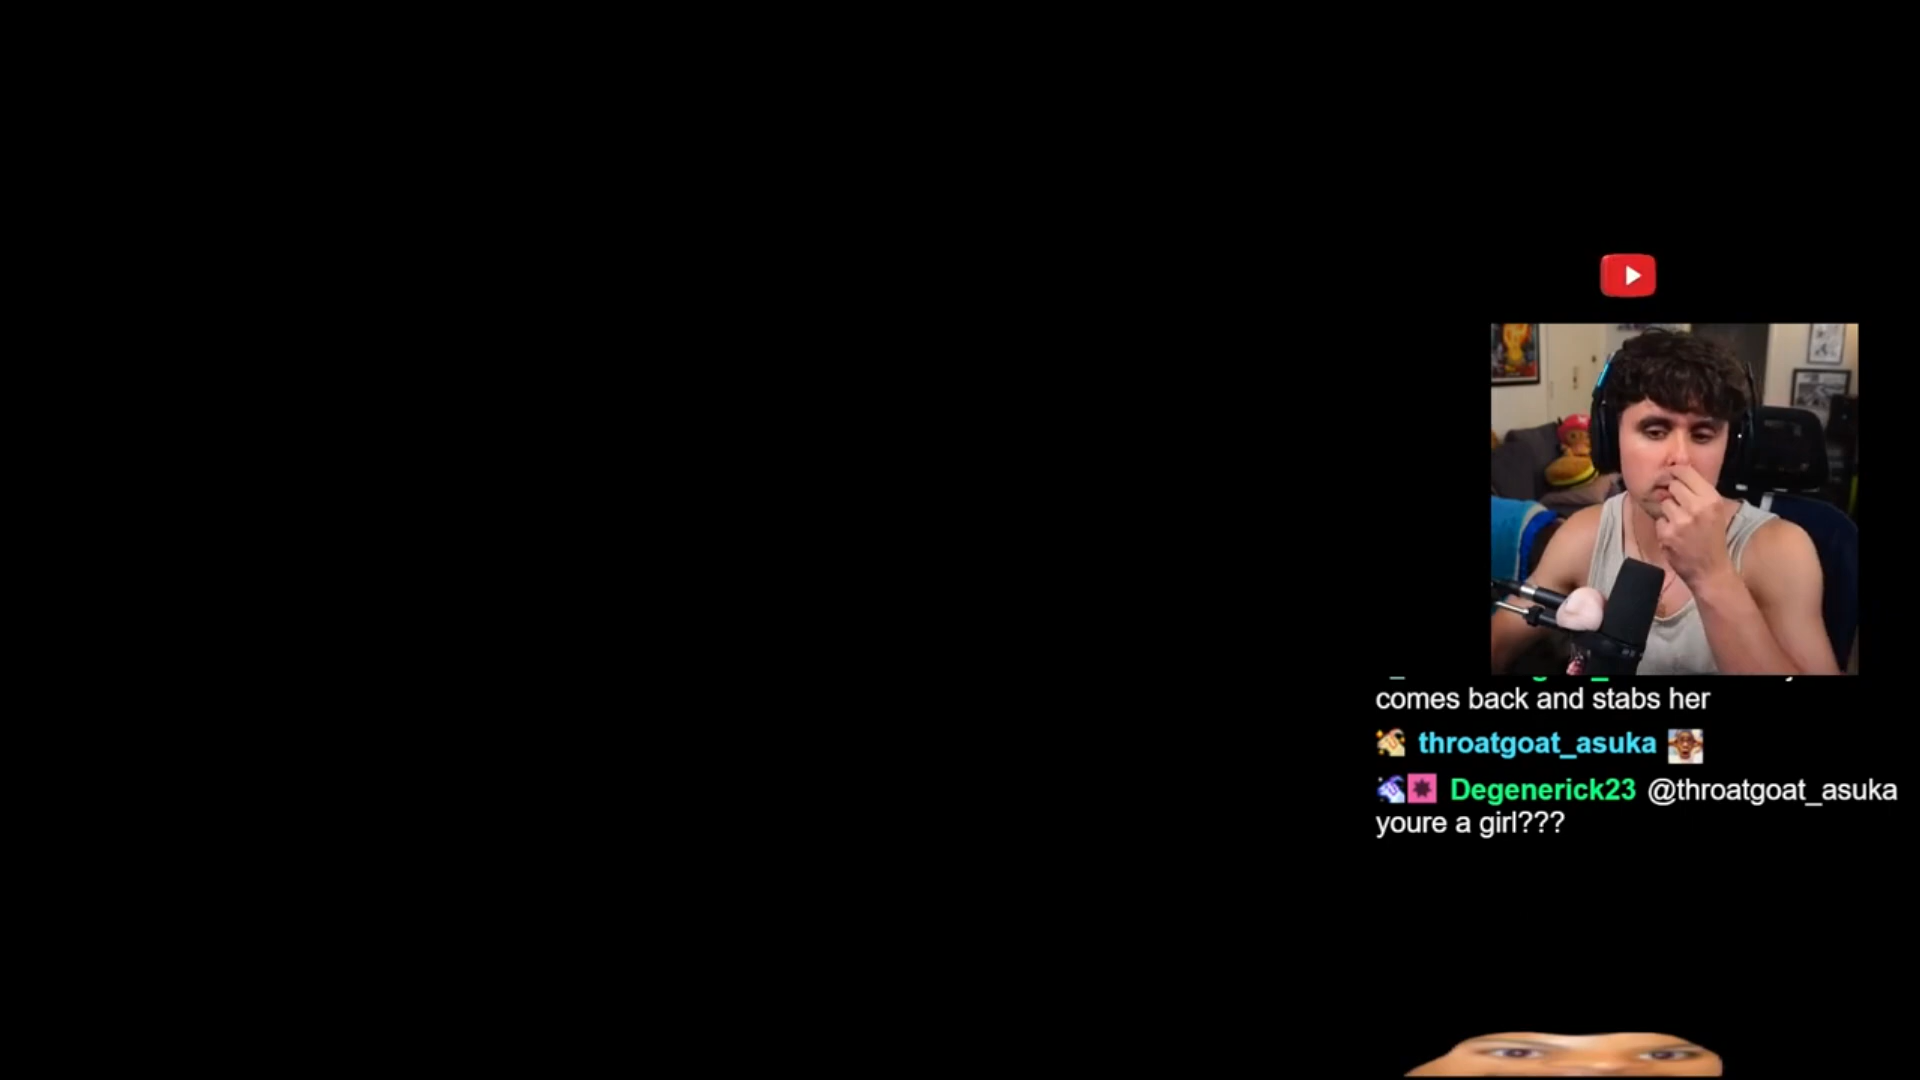 comes back and stabs her
throatgoat_asuka
Degenerick23 @throatgoat_asuka
youre a girl???